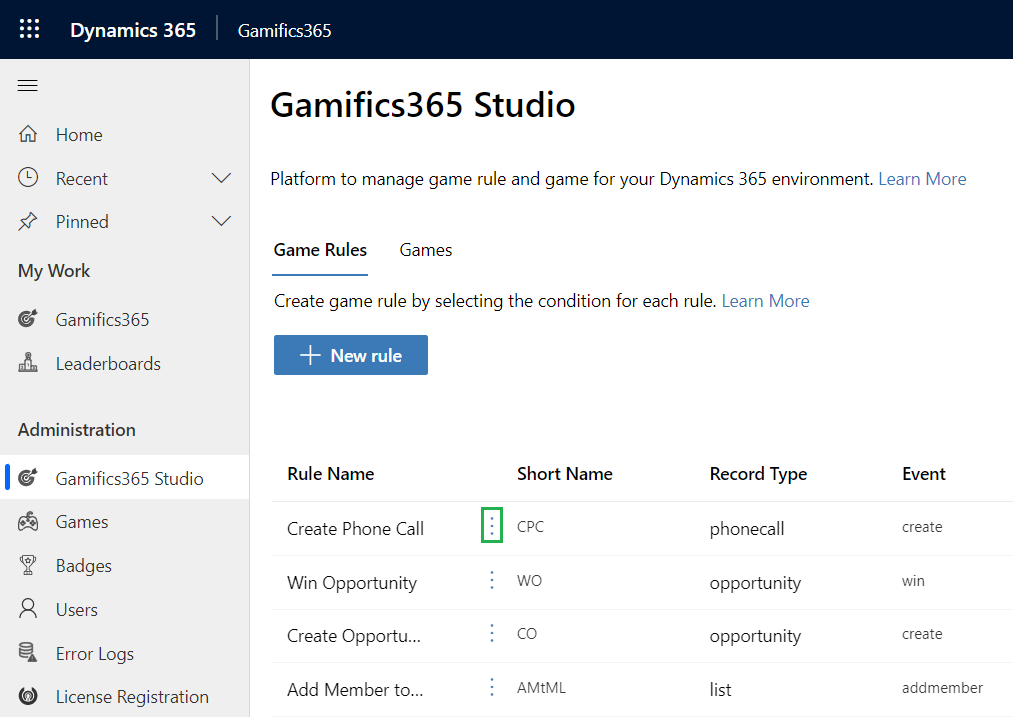 Dynamics 365 Gamifics365
Home
Recent
Pinned
My Work
Gamifics365
Leaderboards
Administration
Gamifics365 Studio
Games
Badges
Users
Error Logs
License Registration
Gamifics365 Studio
Platform to manage game rule and game for your Dynamics 365 environment. Learn More
Game Rules Games
Create game rule by selecting the condition for each rule. Learn More
New rule
Rule Name Short Name Record Type Event
Create Phone Call CPC phonecall create
Win Opportunity WO opportunity win
Create Opportu... CO opportunity create
Add Member to... AMtML list addmember